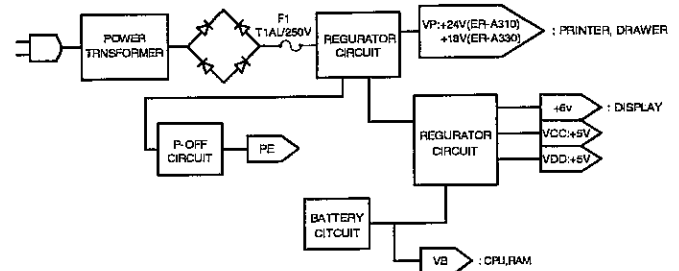 POWER
TRNSFORMER
F1
T1AL/250V
REGURATOR
CIRCUIT
VP:+24V(ER-A310)
+18V(ER-A330)
: PRINTER, DRAWER
P-OFF
CIRCUIT
PE
REGURATOR
CIRCUIT
+6v
: DISPLAY
VCC:+5V
VDD:+5V
BATTERY
CITCUIT
VB
: CPU,RAM